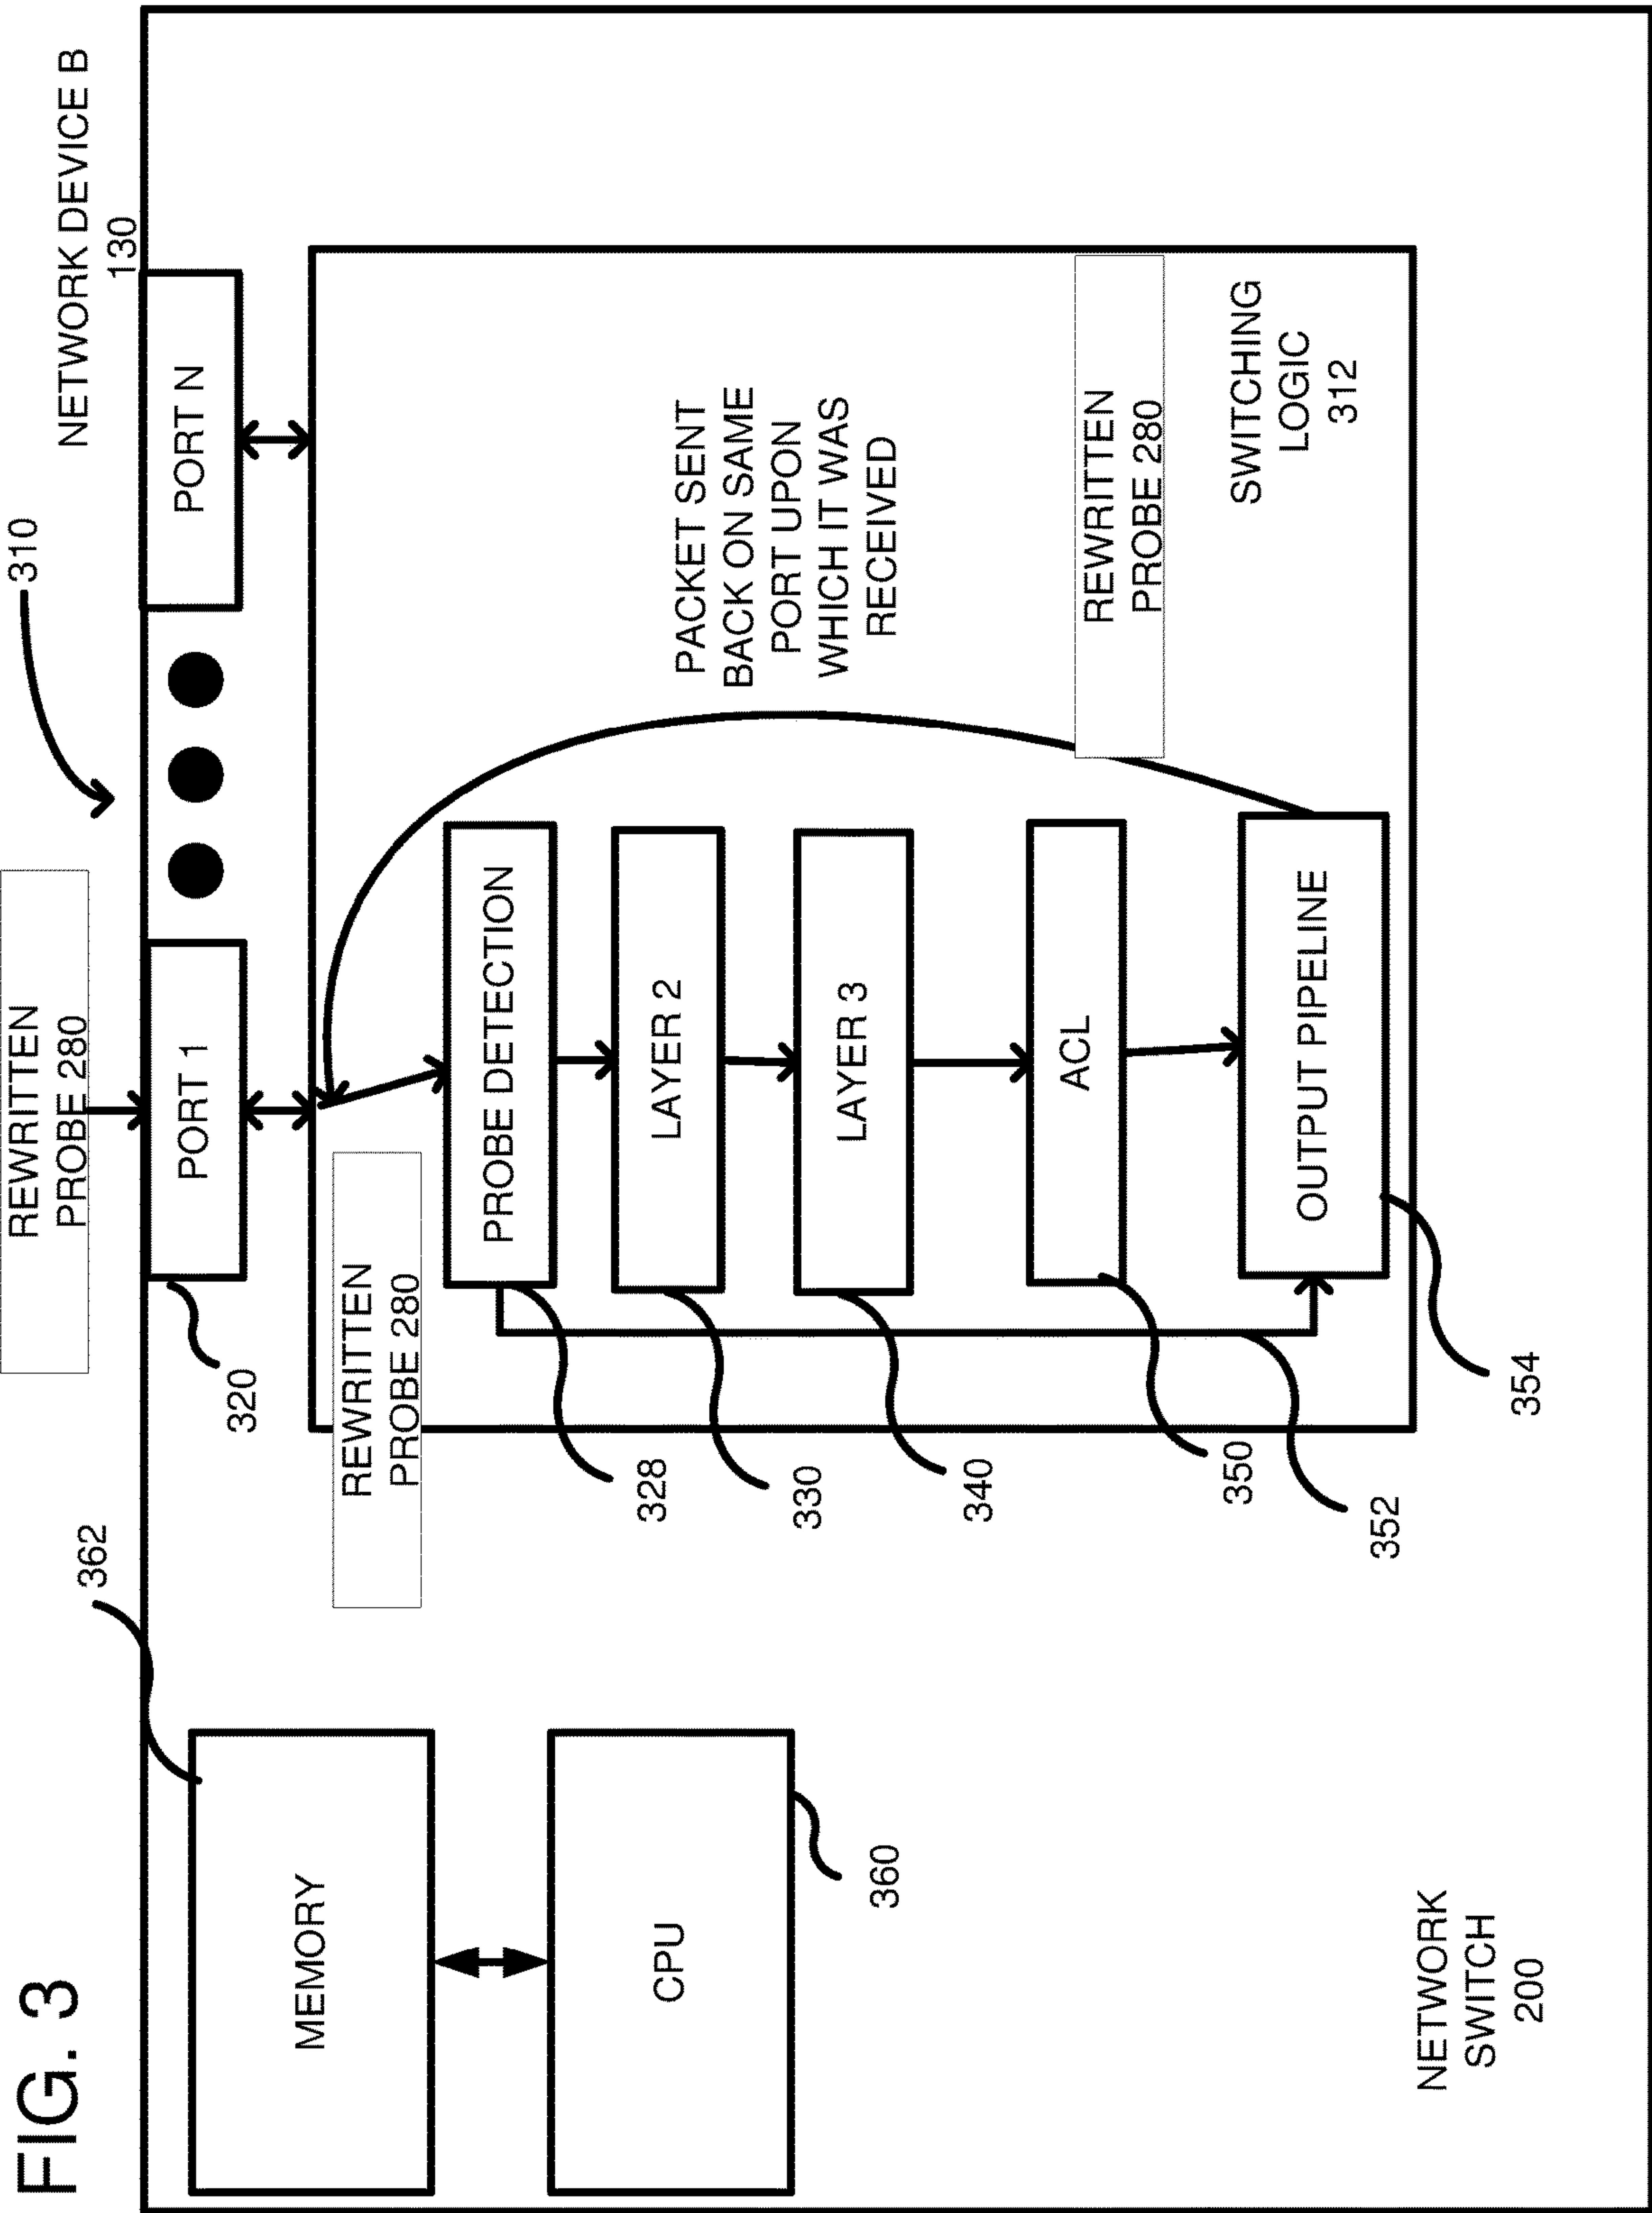 FIG. 3
NETWORK DEVICE B
130
310
REWRITTEN
PROBE 280
362
320
PORT 1
PORT N
MEMORY
CPU
360
REWRITTEN
PROBE 280
PROBE DETECTION
328
LAYER 2
330
LAYER 3
340
ACL
350
352
OUTPUT PIPELINE
354
PACKET SENT
BACK ON SAME
PORT UPON
WHICH IT WAS
RECEIVED
REWRITTEN
PROBE 280
SWITCHING
LOGIC
312
NETWORK
SWITCH
200